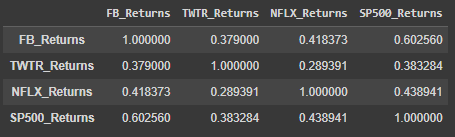 FB_Returns TWTR_Returns NFLX_Returns SP500_Returns
FB_Returns 1.000000 0.379000 0.418373 0.602560
TWTR_Returns 0.379000 1.000000 0.289391 0.383284
NFLX_Returns 0.418373 0.289391 1.000000 0.438941
SP500_Returns 0.602560 0.383284 0.438941 1.000000